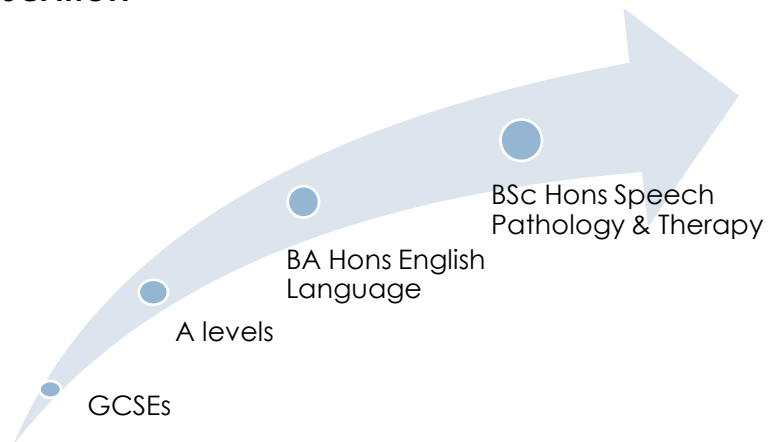 GCSEs
A levels
BA Hons English
Language
BSc Hons Speech
Pathology & Therapy